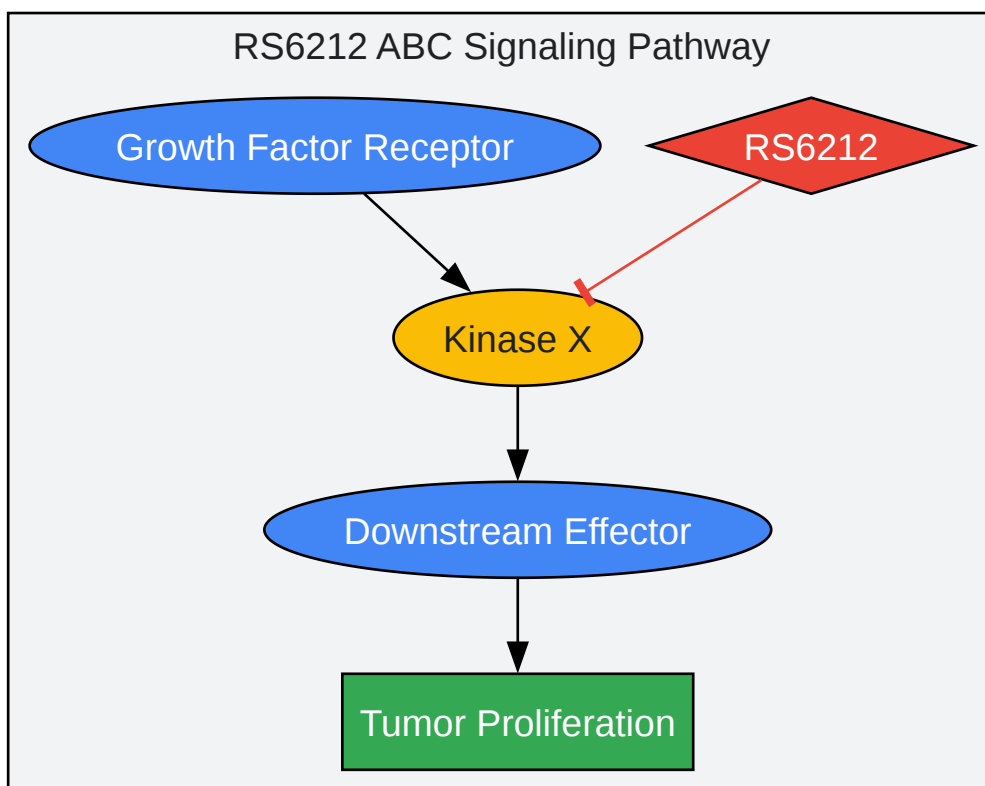 RS6212 ABC Signaling Pathway
Growth Factor Receptor
RS6212
Kinase X
Downstream Effector
Tumor Proliferation